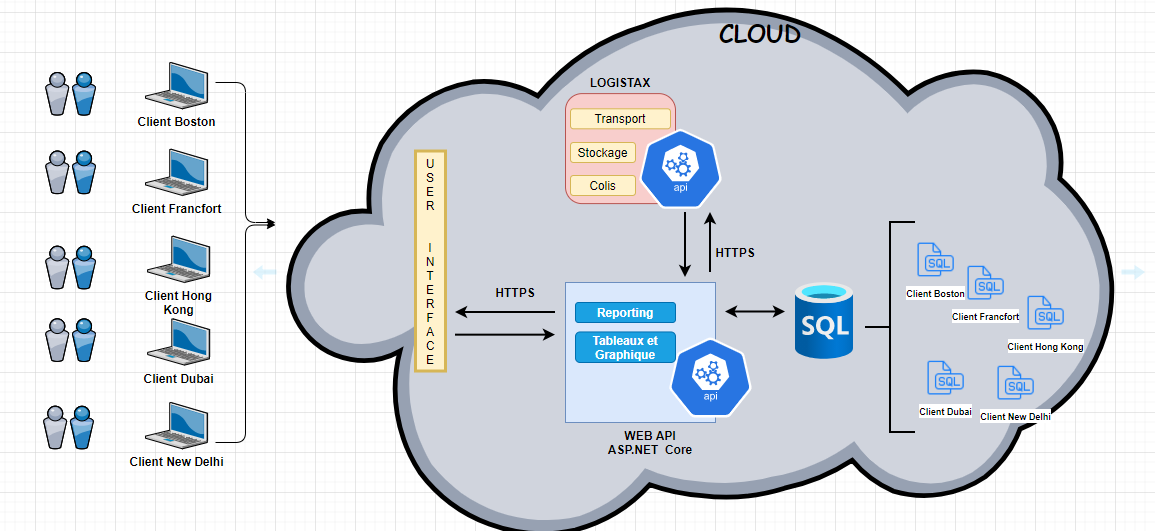 CLOUD
LOGISTAX
Transport
Stockage
Colis
api
Client Boston
Client Francfort
Client Hong
Kong
Client Dubai
Client New Delhi
USER INTERFACE
HTTPS
HTTPS
Reporting
Tableaux et
Graphique
api
WEB API
ASP.NET Core
SQL
SQL
Client Boston
SQL
Client Francfort
SQL
Client Hong Kong
SQL
Client Dubai
SQL
Client New Delhi